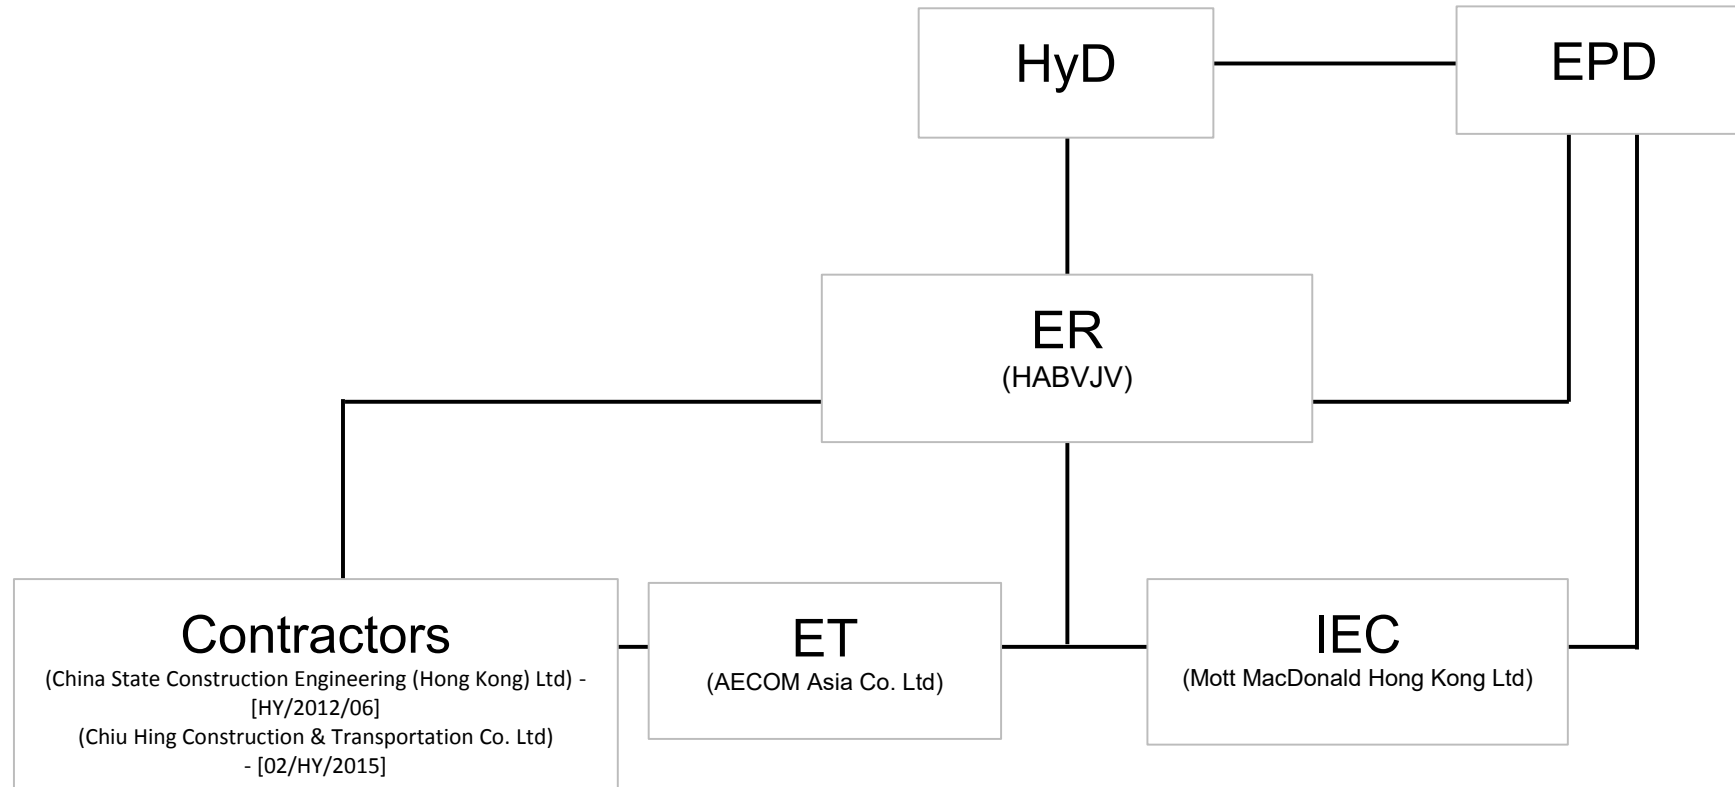 HyD
EPD
ER
(HABVJV)
Contractors
(China State Construction Engineering (Hong Kong) Ltd) -
[HY/2012/06]
(Chiu Hing Construction & Transportation Co. Ltd)
- [02/HY/2015]
ET
(AECOM Asia Co. Ltd)
IEC
(Mott MacDonald Hong Kong Ltd)